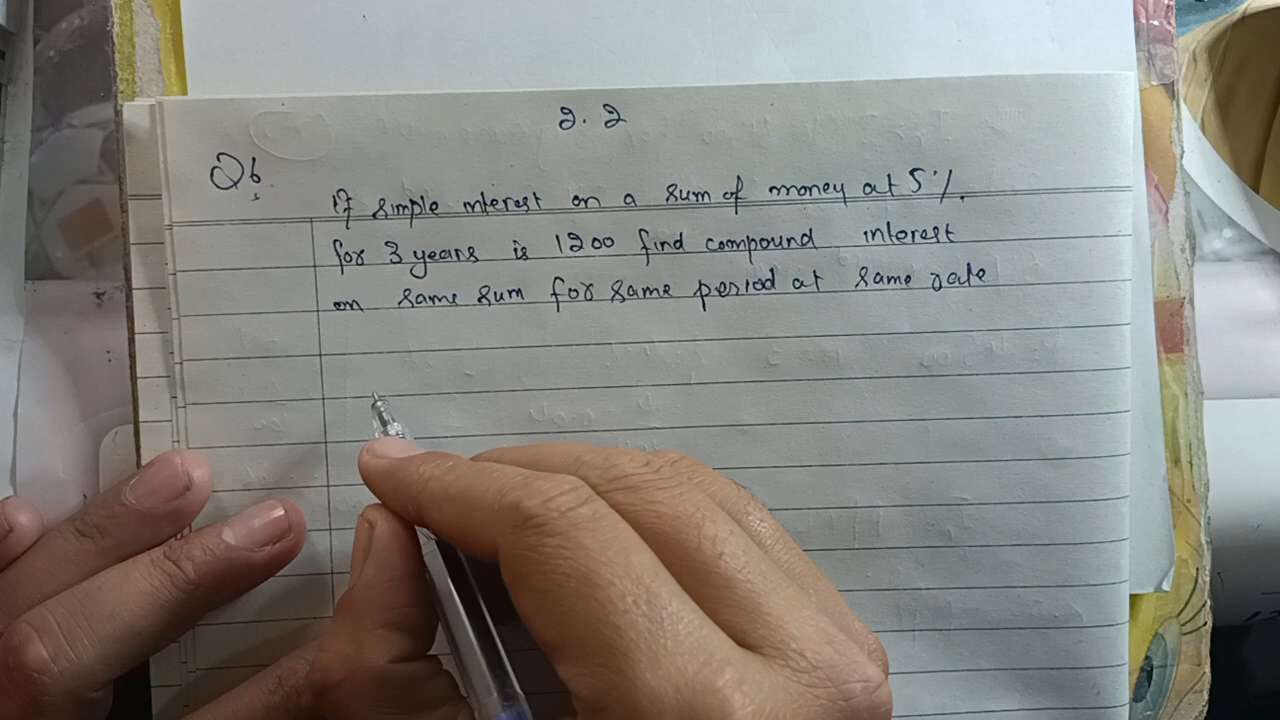 2.2
Q6,
If simple interest on a sum of money at 5%.
for 3 years is 1200 find compound interest
on same sum for same period at same rate